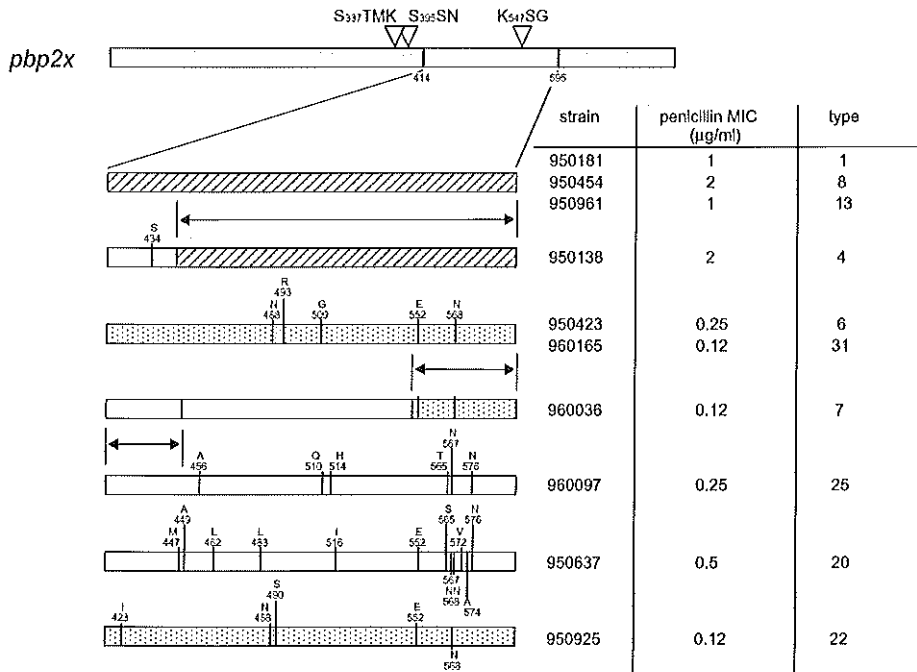 S337TMK S395SN K547SG
pbp2x
414 595
strain penicillin MIC (µg/ml) type
950181 1 1
950454 2 8
950961 1 13
S
434
950138 2 4
R
493
N G E N
488 509 552 568
950423 0.25 6
960165 0.12 31
960036 0.12 7
N
567
A Q H T N
456 510 514 565 576
960097 0.25 25
A S N
449 565 576
M L L I E V
447 462 483 516 552 572
567
NN
568 A
574
950637 0.5 20
S
490
I N E
423 488 552
950925 0.12 22
N
568